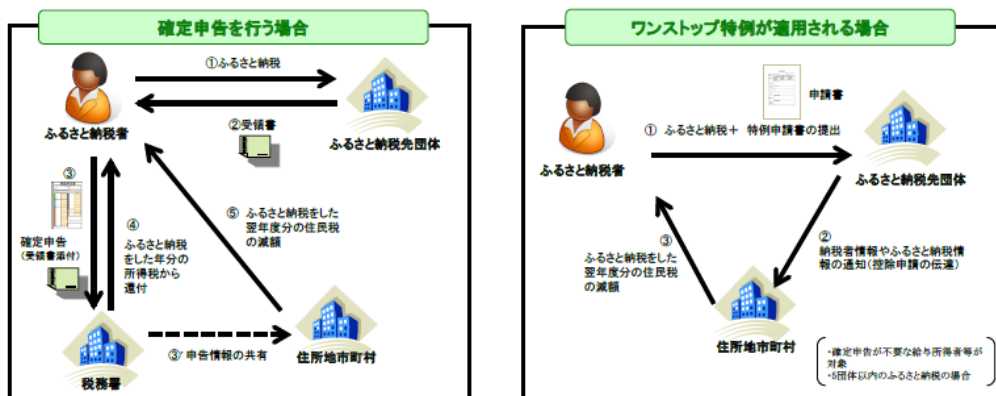 確定申告を行う場合
①ふるさと納税
②受領書
ふるさと納税者
ふるさと納税先団体
③
確定申告
(受領書添付)
④
ふるさと納税
をした年分の
所得税から
還付
⑤ ふるさと納税をした
翌年度分の住民税
の減額
③’申告情報の共有
税務署
住所地市町村
ワンストップ特例が適用される場合
申請書
① ふるさと納税+ 特例申請書の提出
ふるさと納税者
ふるさと納税先団体
②
納税者情報やふるさと納税情
報の通知(控除申請の伝達)
③
ふるさと納税をした
翌年度分の住民税
の減額
住所地市町村
・確定申告が不要な給与所得者等が
対象
・5団体以内のふるさと納税の場合